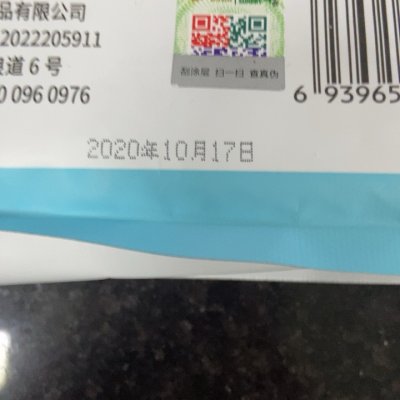 品有限公司
2022205911
道 6 号
0 096 0976
刮涂层 扫一扫 查真伪
6 93965
2020年10月17日